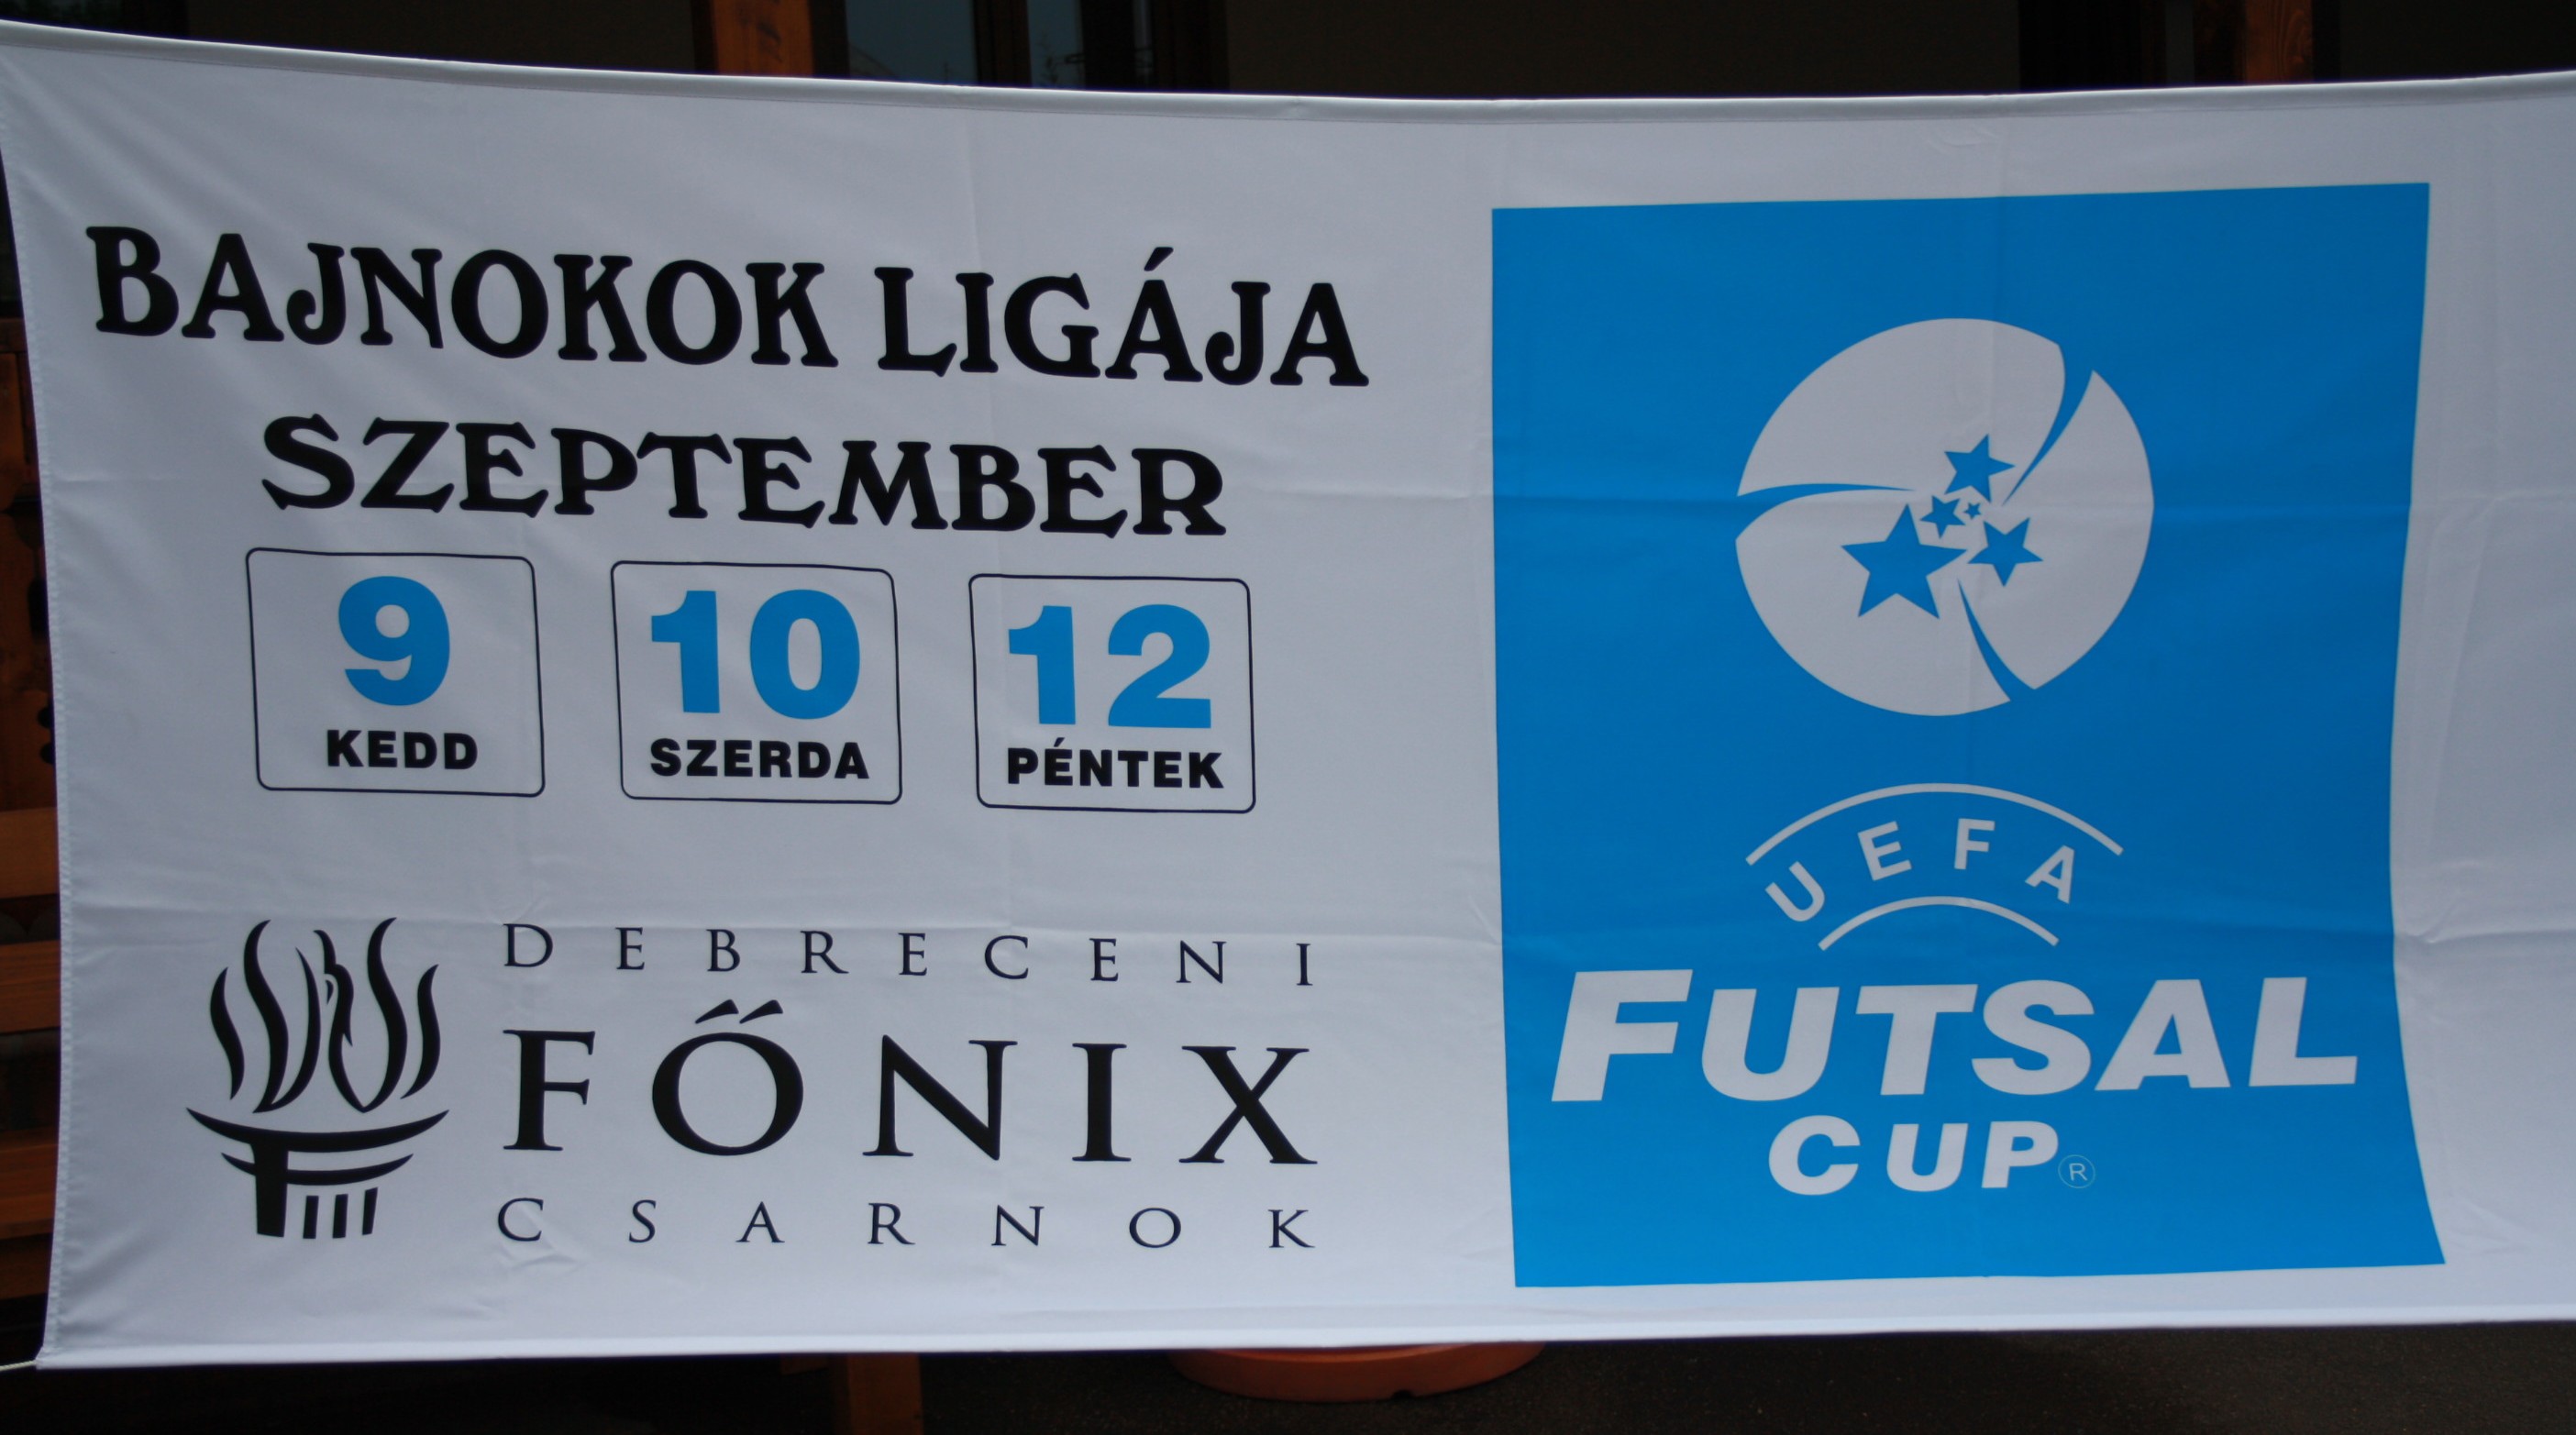 BAJNOKOK LIGÁJA
SZEPTEMBER
9 10 12
KEDD SZERDA PÉNTEK
DEBRECENI
FŐNIX
CSARNOK
UEFA
FUTSAL
CUP®